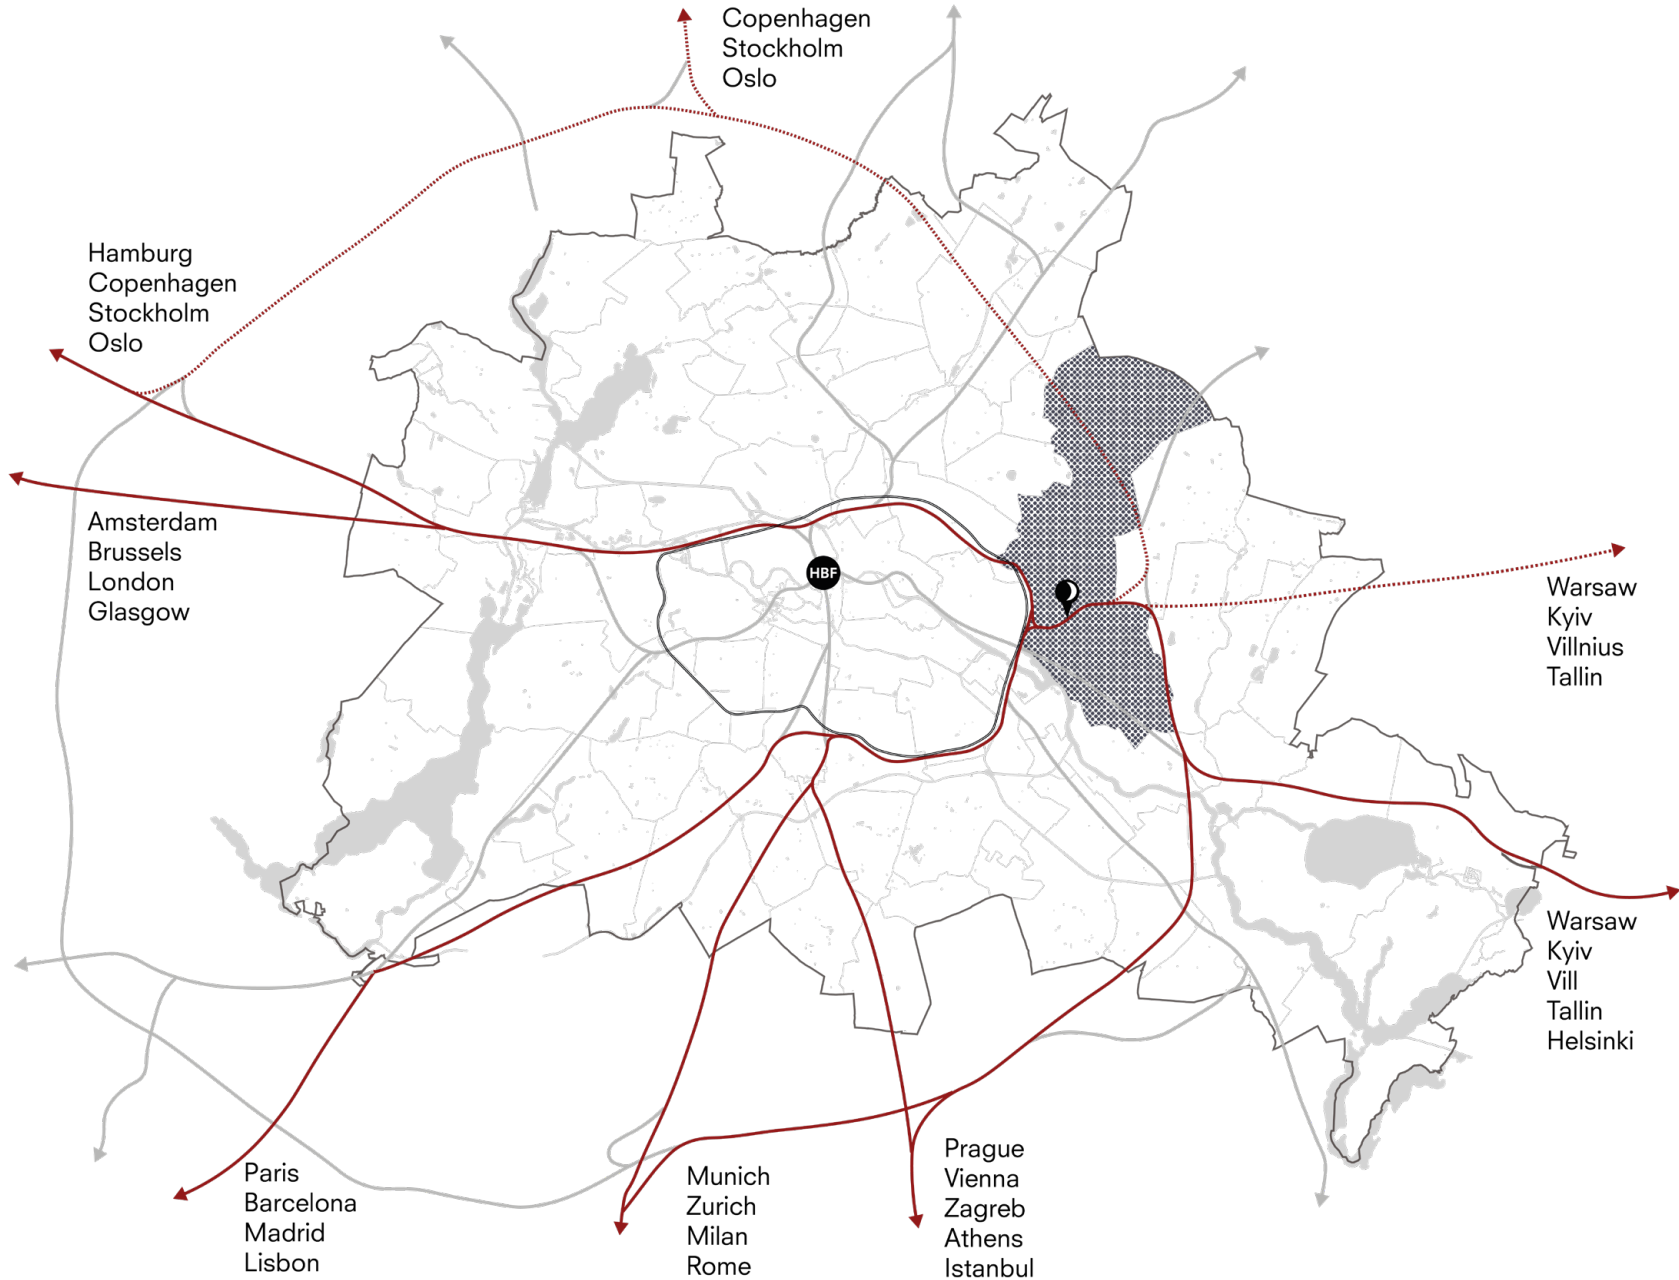 Copenhagen
Stockholm
Oslo
Hamburg
Copenhagen
Stockholm
Oslo
Amsterdam
Brussels
London
Glasgow
HBF
Warsaw
Kyiv
Villnius
Tallin
Warsaw
Kyiv
Vill
Tallin
Helsinki
Paris
Barcelona
Madrid
Lisbon
Munich
Zurich
Milan
Rome
Prague
Vienna
Zagreb
Athens
Istanbul